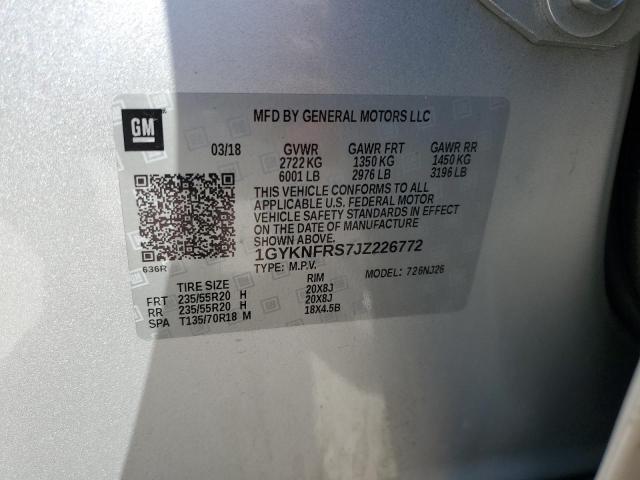 GM
MFD BY GENERAL MOTORS LLC
03/18 GVWR GAWR FRT GAWR RR
2722 KG 1350 KG 1450 KG
6001 LB 2976 LB 3196 LB
THIS VEHICLE CONFORMS TO ALL
APPLICABLE U.S. FEDERAL MOTOR
VEHICLE SAFETY STANDARDS IN EFFECT
ON THE DATE OF MANUFACTURE
SHOWN ABOVE.
636R
1GYKNFRS7JZ226772
TYPE: M.P.V. MODEL: 726NJ26
TIRE SIZE RIM
FRT 235/55R20 H 20X8J
RR 235/55R20 H 20X8J
SPA T135/70R18 M 18X4.5B